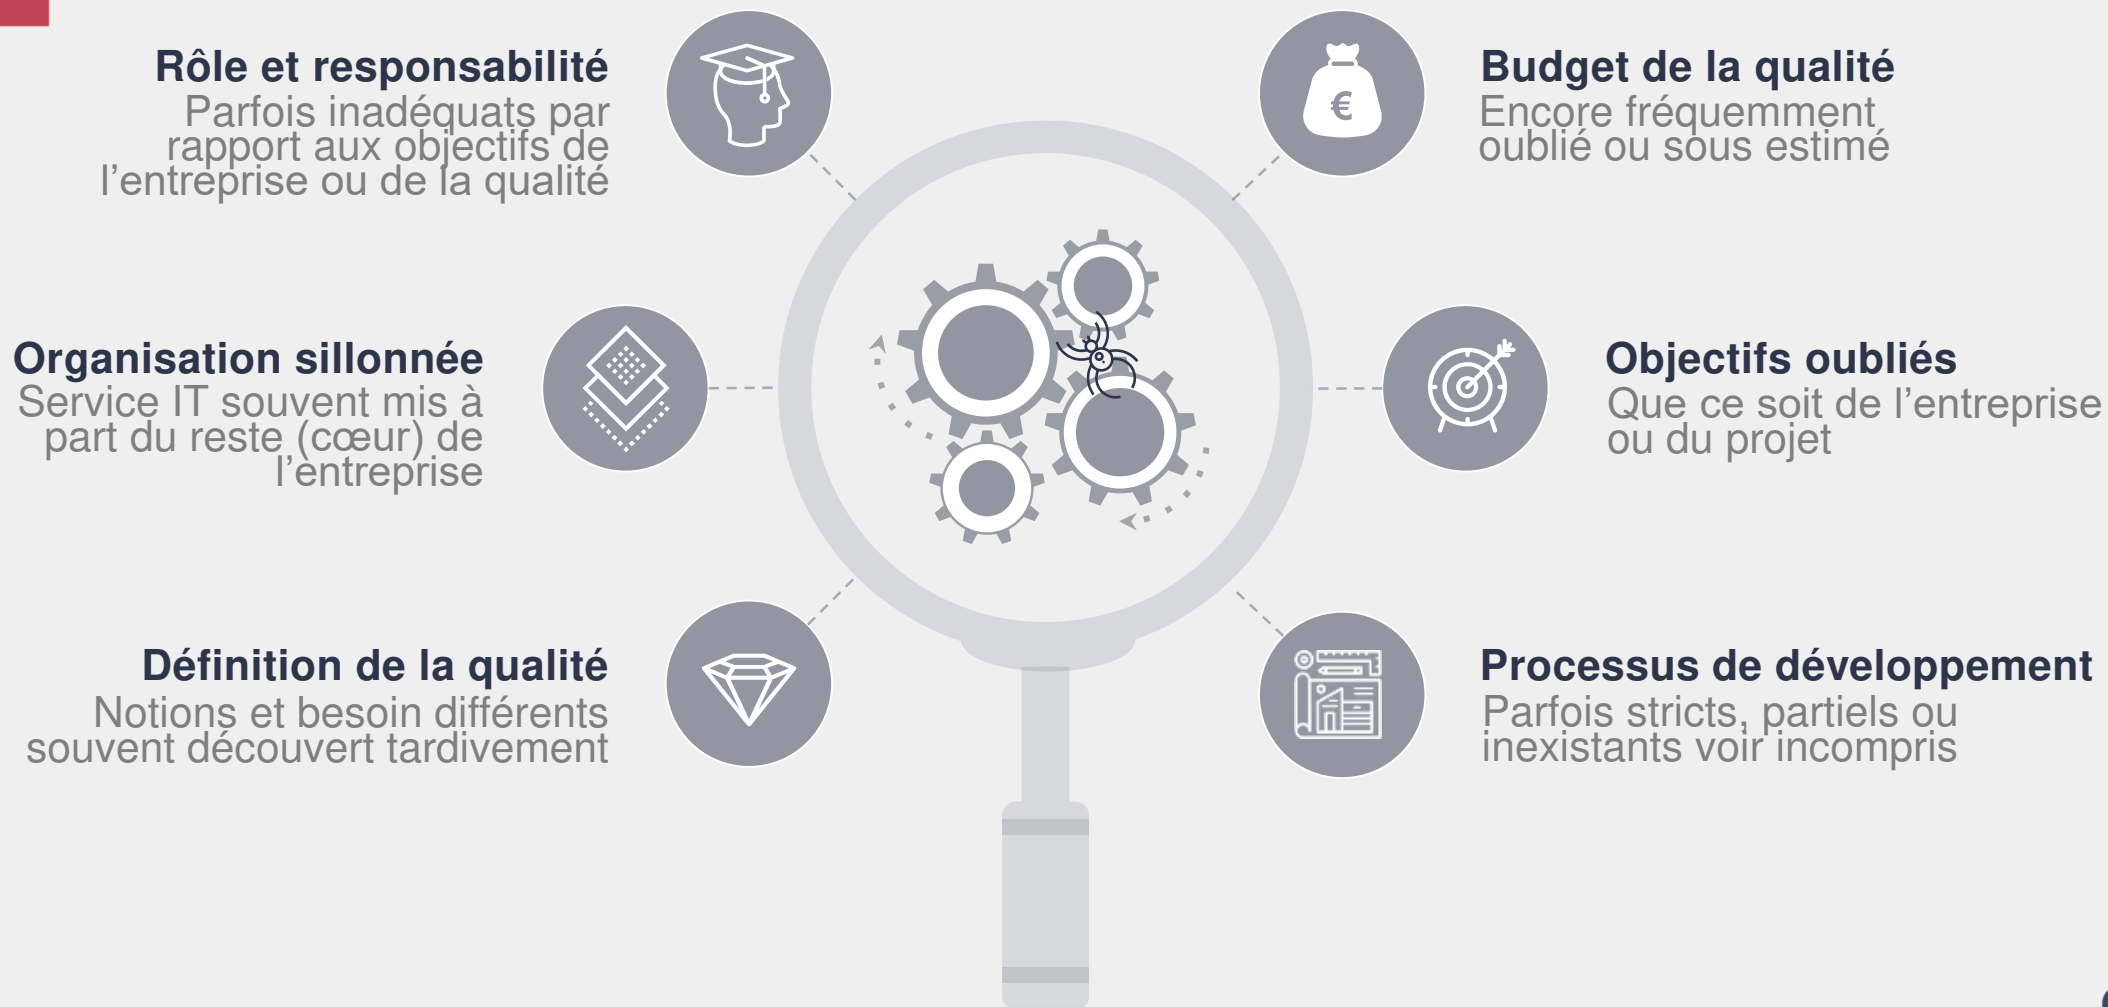 Rôle et responsabilité
Parfois inadéquats par
rapport aux objectifs de
l'entreprise ou de la qualité
Organisation sillonnée
Service IT souvent mis à
part du reste (cœur) de
l'entreprise
Définition de la qualité
Notions et besoin différents
souvent découvert tardivement
Budget de la qualité
Encore fréquemment
oublié ou sous estimé
€
Objectifs oubliés
Que ce soit de l'entreprise
ou du projet
Processus de développement
Parfois stricts, partiels ou
inexistants voir incompris